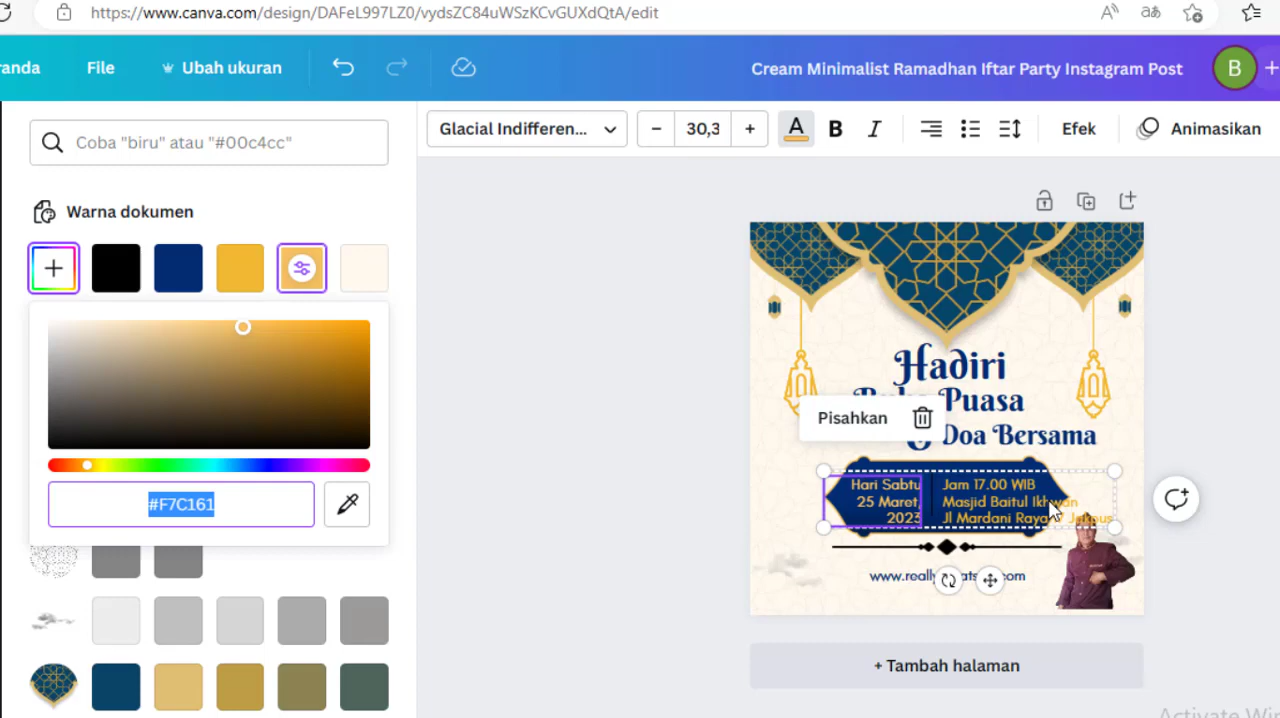 https://www.canva.com/design/DAFeL997LZ0/vydsZC84uWSzKCvGUXdQtA/edit
randa
File
Ubah ukuran
Cream Minimalist Ramadhan Iftar Party Instagram Post
B
Coba "biru" atau "#00c4cc"
Glacial Indifferen...
30,3
A
B
I
Efek
Animasikan
Warna dokumen
#F7C161
Hadiri
Puasa
Pisahkan
Doa Bersama
Hari Sabtu
25 Maret
2023
Jam 17.00 WIB
Masjid Baitul Ikhwan
Jl Mardani Raya
www.really
.com
+ Tambah halaman